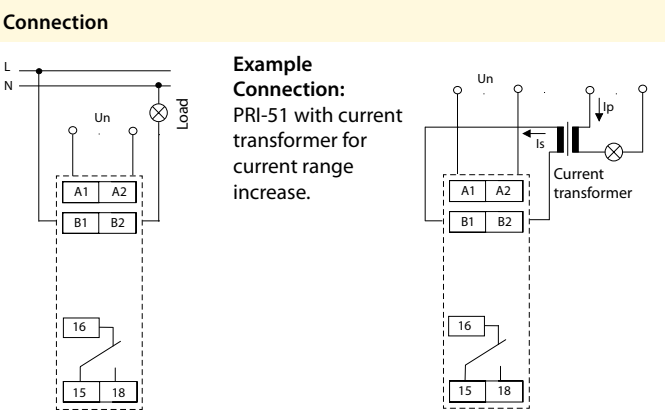 Connection
L
N
Un
Load
A1 A2
B1 B2
16
15 18
Example
Connection:
PRI-51 with current
transformer for
current range
increase.
Un
Ip
Is
Current
transformer
A1 A2
B1 B2
16
15 18